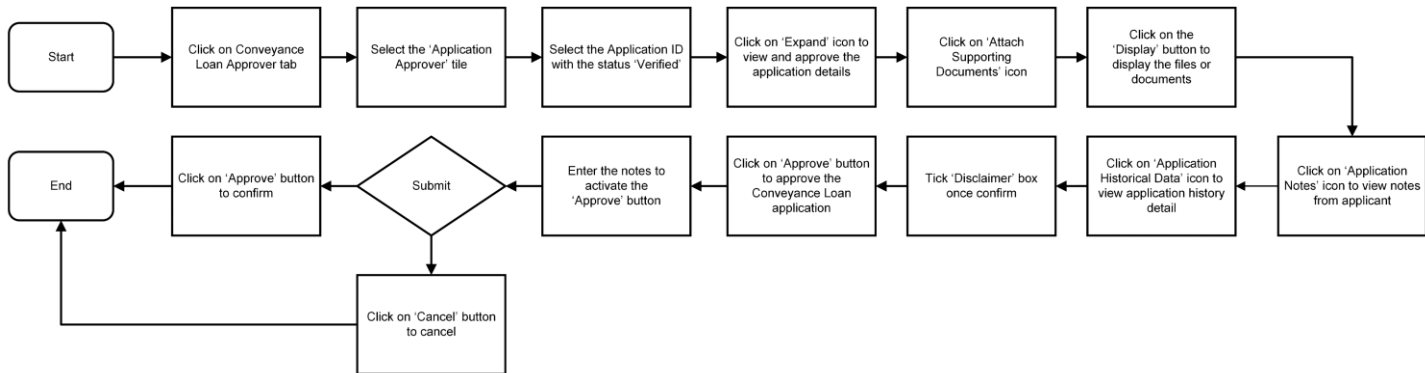 Start
Click on Conveyance
Loan Approver tab
Select the ‘Application
Approver’ tile
Select the Application ID
with the status ‘Verified’
Click on ‘Expand’ icon to
view and approve the
application details
Click on ‘Attach
Supporting
Documents’ icon
Click on the
‘Display’ button to
display the files or
documents
Click on ‘Application
Notes’ icon to view notes
from applicant
Click on ‘Application
Historical Data’ icon to
view application history
detail
Tick ‘Disclaimer’ box
once confirm
Click on ‘Approve’ button
to approve the
Conveyance Loan
application
Enter the notes to
activate the
‘Approve’ button
Submit
Click on ‘Approve’ button
to confirm
End
Click on ‘Cancel’ button
to cancel